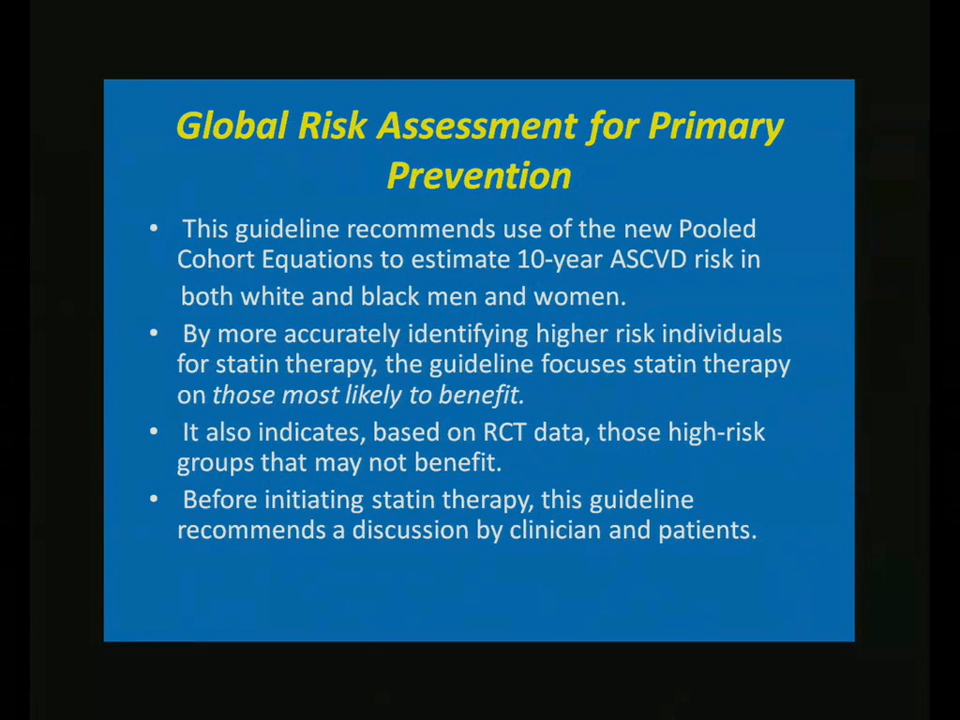 Global Risk Assessment for Primary
Prevention
• This guideline recommends use of the new Pooled
Cohort Equations to estimate 10-year ASCVD risk in
both white and black men and women.
• By more accurately identifying higher risk individuals
for statin therapy, the guideline focuses statin therapy
on those most likely to benefit.
• It also indicates, based on RCT data, those high-risk
groups that may not benefit.
• Before initiating statin therapy, this guideline
recommends a discussion by clinician and patients.